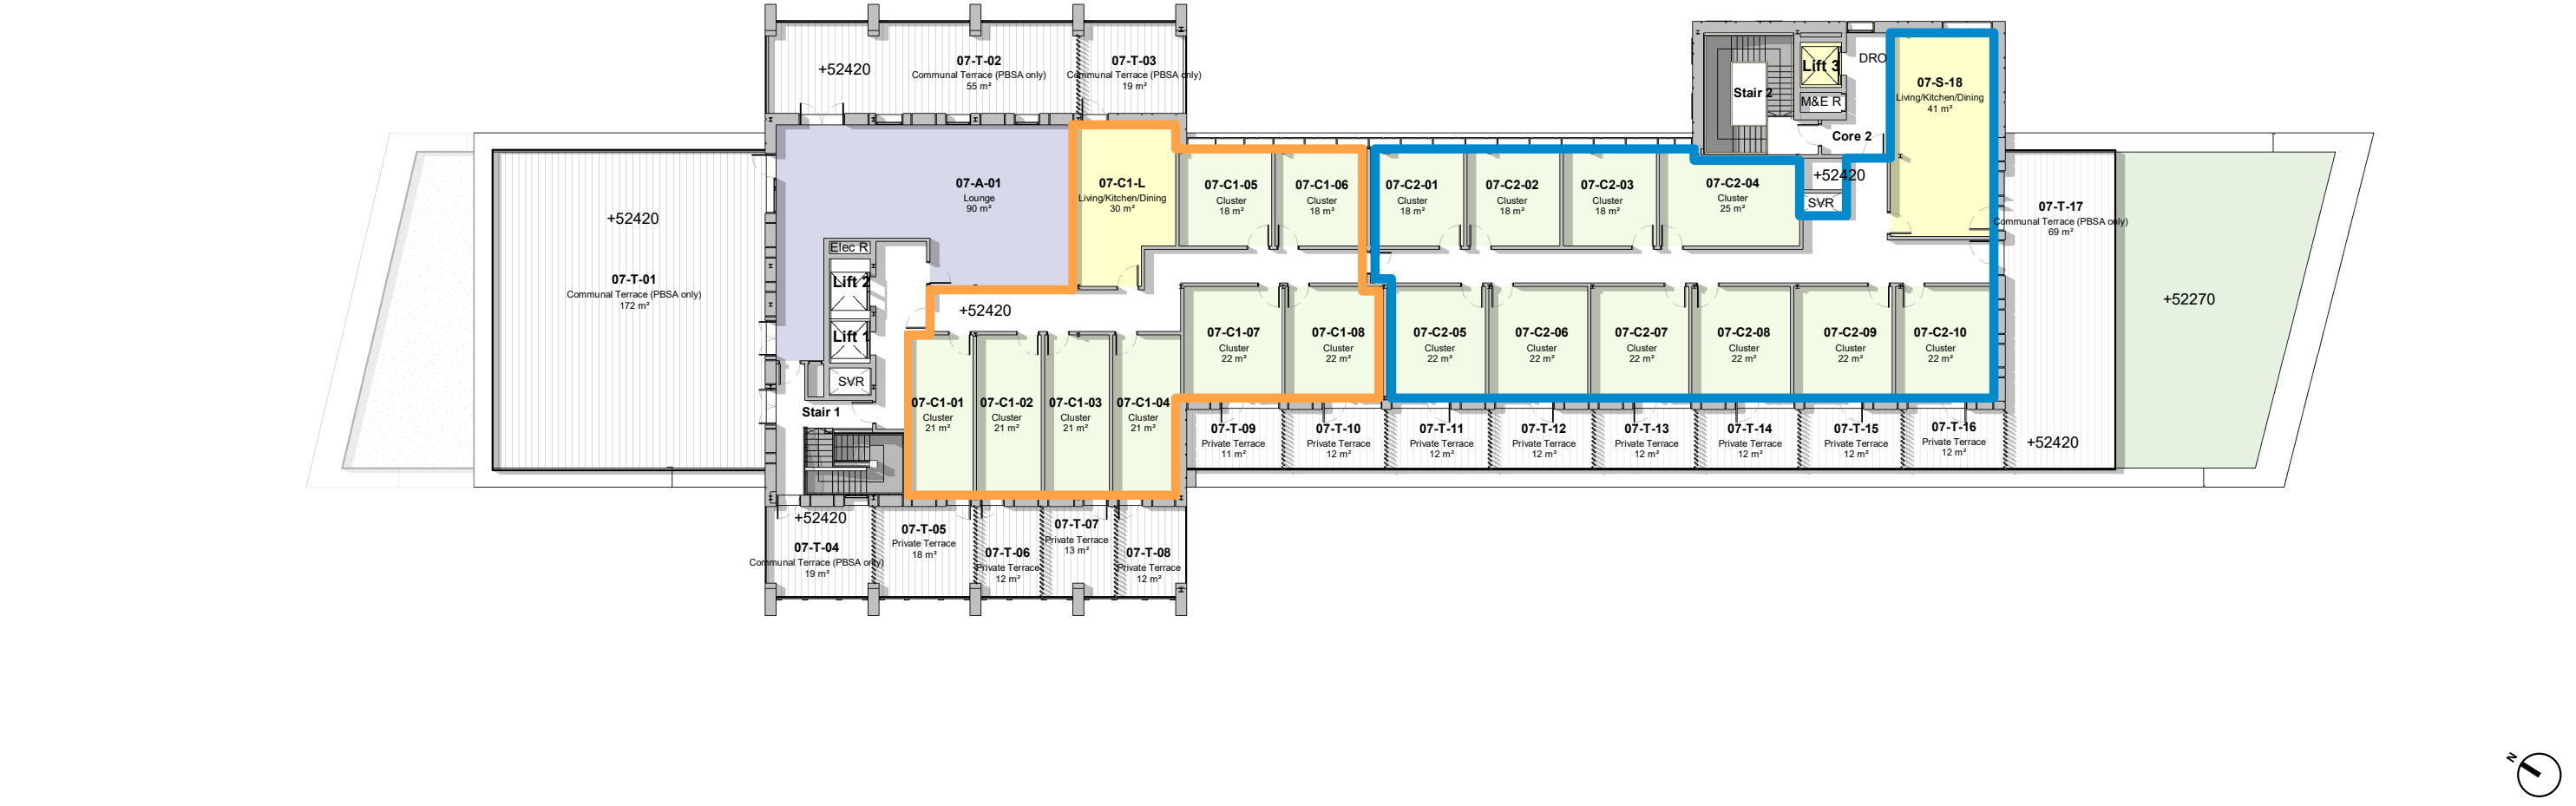 +52420
07-T-02
Communal Terrace (PBSA only)
55 m²
07-T-03
Communal Terrace (PBSA only)
19 m²
Stair 2
Lift 3
DRO
M&E R
Core 2
07-S-18
Living/Kitchen/Dining
41 m²
+52420
07-T-01
Communal Terrace (PBSA only)
172 m²
07-A-01
Lounge
90 m²
07-C1-L
Living/Kitchen/Dining
30 m²
07-C1-05
Cluster
18 m²
07-C1-06
Cluster
18 m²
07-C2-01
Cluster
18 m²
07-C2-02
Cluster
18 m²
07-C2-03
Cluster
18 m²
07-C2-04
Cluster
25 m²
+52420
SVR
07-T-17
Communal Terrace (PBSA only)
69 m²
Elec R
Lift 2
Lift 1
SVR
Stair 1
+52420
07-C1-07
Cluster
22 m²
07-C1-08
Cluster
22 m²
07-C2-05
Cluster
22 m²
07-C2-06
Cluster
22 m²
07-C2-07
Cluster
22 m²
07-C2-08
Cluster
22 m²
07-C2-09
Cluster
22 m²
07-C2-10
Cluster
22 m²
+52270
07-C1-01
Cluster
21 m²
07-C1-02
Cluster
21 m²
07-C1-03
Cluster
21 m²
07-C1-04
Cluster
21 m²
07-T-09
Private Terrace
11 m²
07-T-10
Private Terrace
12 m²
07-T-11
Private Terrace
12 m²
07-T-12
Private Terrace
12 m²
07-T-13
Private Terrace
12 m²
07-T-14
Private Terrace
12 m²
07-T-15
Private Terrace
12 m²
07-T-16
Private Terrace
12 m²
+52420
+52420
07-T-04
Communal Terrace (PBSA only)
19 m²
07-T-05
Private Terrace
18 m²
07-T-06
Private Terrace
12 m²
07-T-07
Private Terrace
13 m²
07-T-08
Private Terrace
12 m²
N